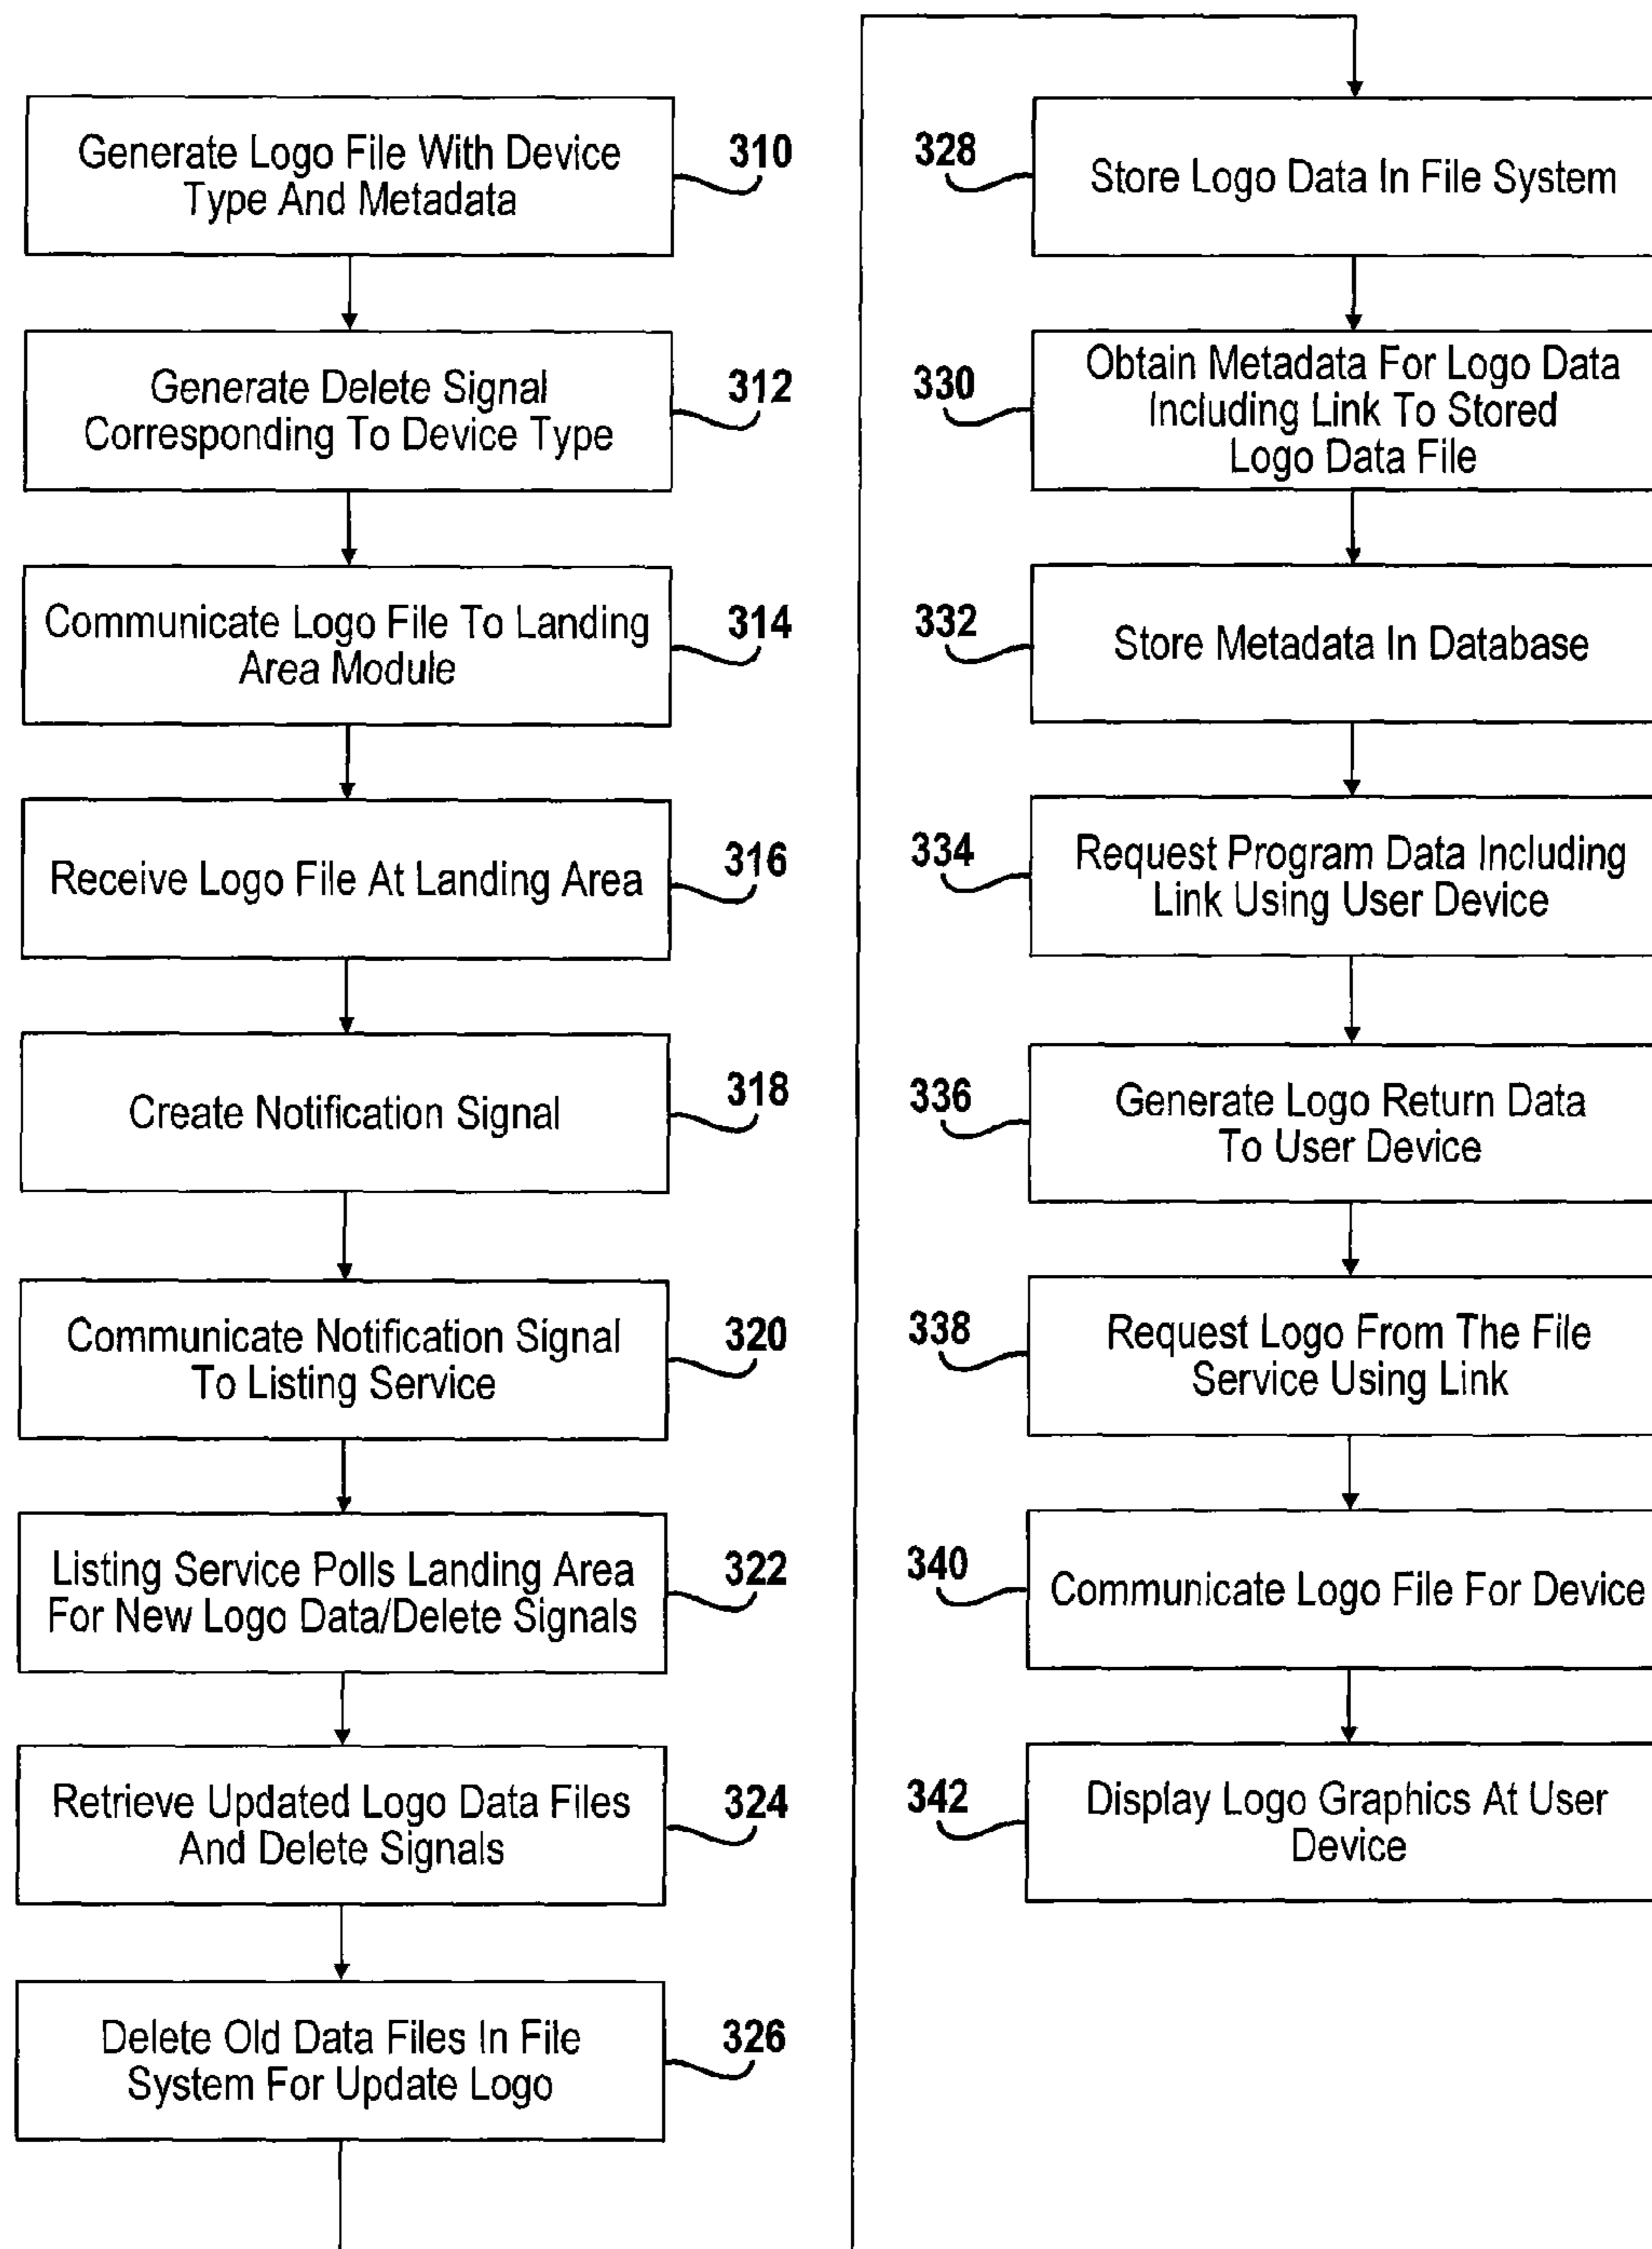 Generate Logo File With Device
Type And Metadata
310
Generate Delete Signal
Corresponding To Device Type
312
Communicate Logo File To Landing
Area Module
314
Receive Logo File At Landing Area
316
Create Notification Signal
318
Communicate Notification Signal
To Listing Service
320
Listing Service Polls Landing Area
For New Logo Data/Delete Signals
322
Retrieve Updated Logo Data Files
And Delete Signals
324
Delete Old Data Files In File
System For Update Logo
326
328
Store Logo Data In File System
330
Obtain Metadata For Logo Data
Including Link To Stored
Logo Data File
332
Store Metadata In Database
334
Request Program Data Including
Link Using User Device
336
Generate Logo Return Data
To User Device
338
Request Logo From The File
Service Using Link
340
Communicate Logo File For Device
342
Display Logo Graphics At User
Device